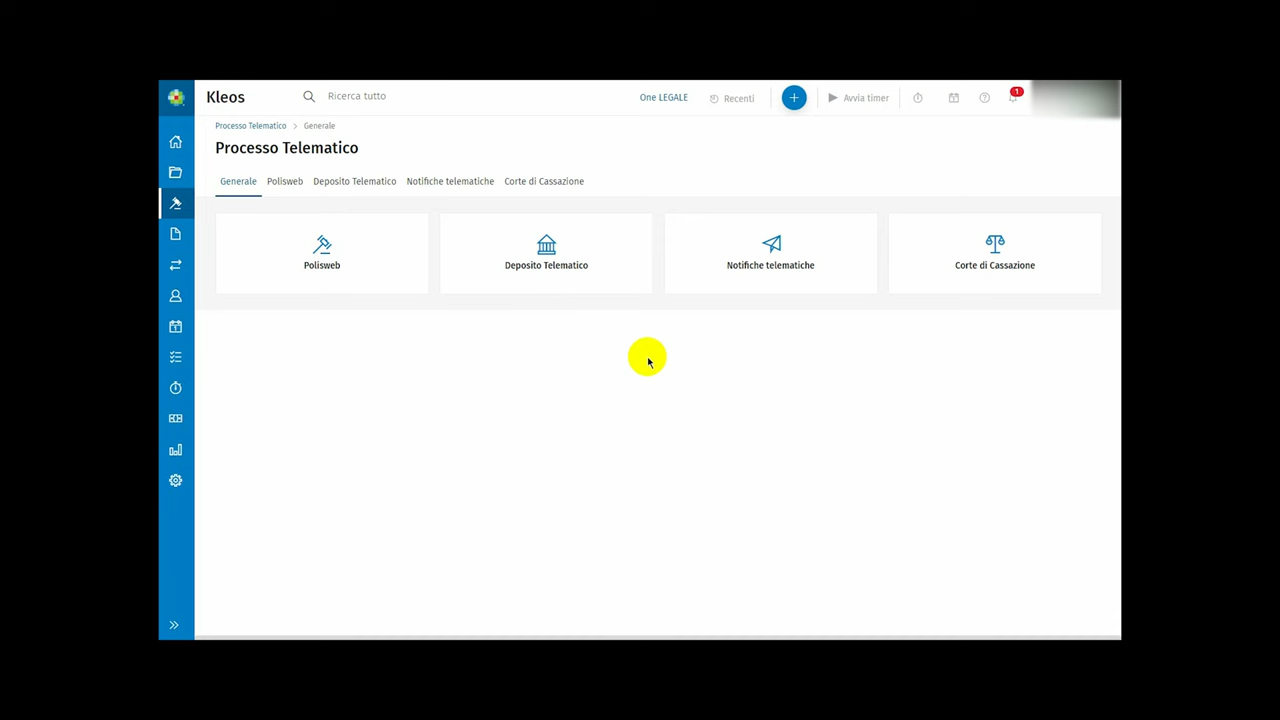 Kleos
Ricerca tutto
One LEGALE
Recenti
Avvia timer
1
Processo Telematico > Generale
Processo Telematico
Generale
Polisweb
Deposito Telematico
Notifiche telematiche
Corte di Cassazione
Polisweb
Deposito Telematico
Notifiche telematiche
Corte di Cassazione